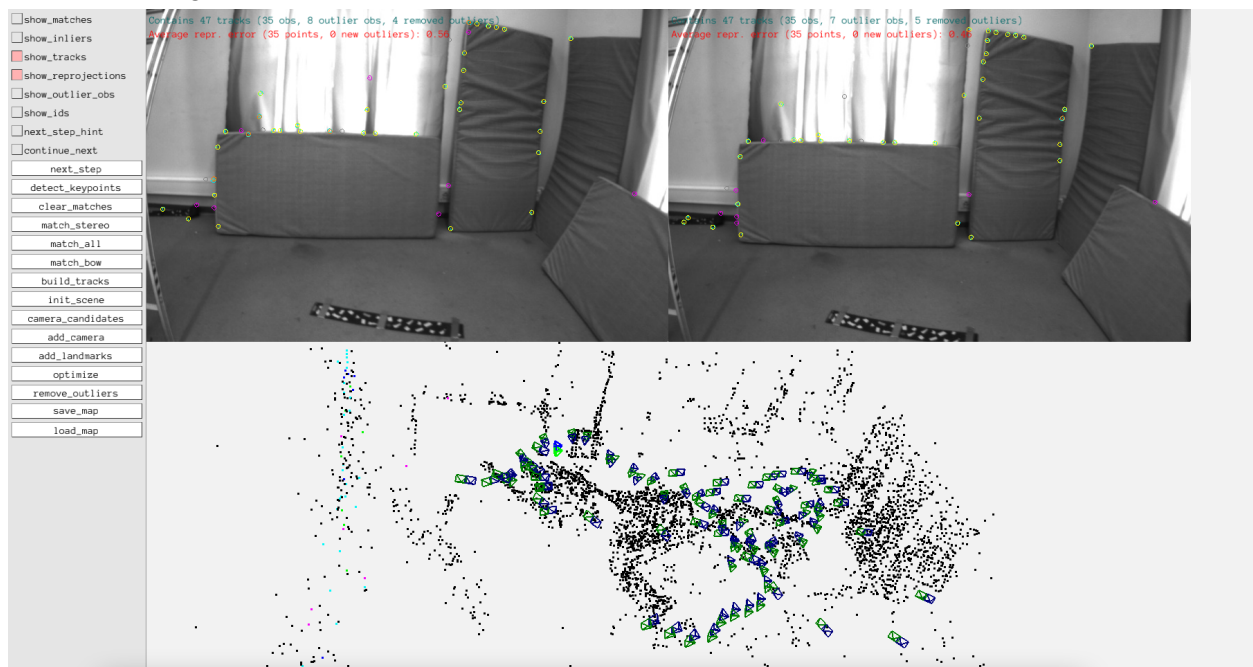 show_matches
show_inliers
show_tracks
show_reprojections
show_outlier_obs
show_ids
next_step_hint
continue_next
next_step
detect_keypoints
clear_matches
match_stereo
match_all
match_bow
build_tracks
init_scene
camera_candidates
add_camera
add_landmarks
optimize
remove_outliers
save_map
load_map
Contains 47 tracks (35 obs, 8 outlier obs, 4 removed outliers)
Average repr. error (35 points, 0 new outliers): 0.56
Contains 47 tracks (35 obs, 7 outlier obs, 5 removed outliers)
Average repr. error (35 points, 0 new outliers):